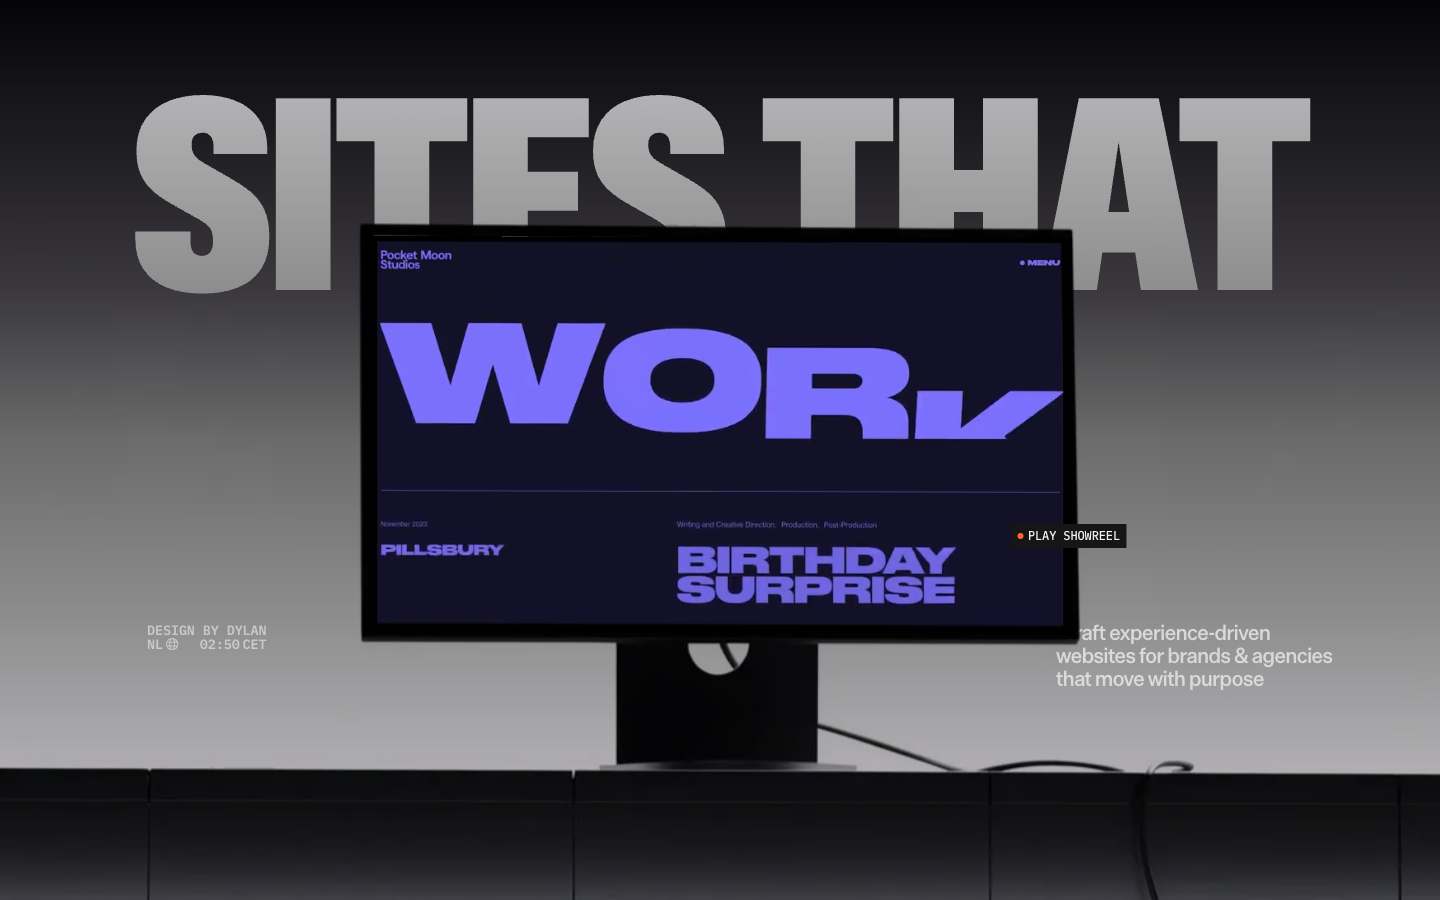 SITES THAT
Pocket Moon
Studios
MENU
WORK
November 2020
Writing and Creative Direction, Production, Post-Production
PILLSBURY
BIRTHDAY
SURPRISE
PLAY SHOWREEL
DESIGN BY DYLAN
NL 02:50 CET
raft experience-driven
websites for brands & agencies
that move with purpose